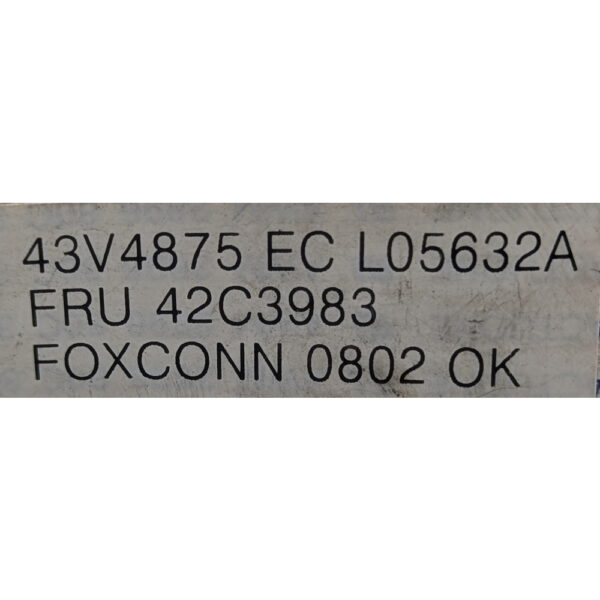 43V4875 EC L05632A
FRU 42C3983
FOXCONN 0802 OK